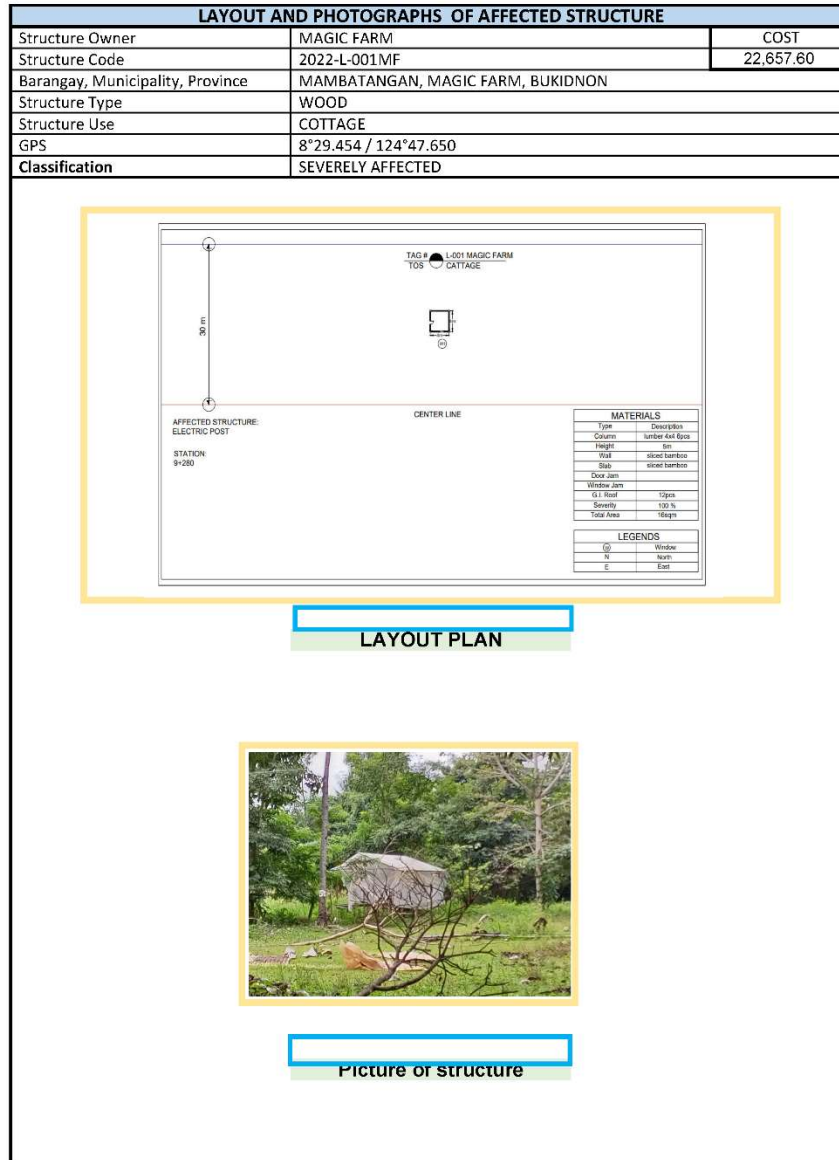 LAYOUT AND PHOTOGRAPHS OF AFFECTED STRUCTURE
Structure Owner MAGIC FARM COST
Structure Code 2022-L-001MF 22,657.60
Barangay, Municipality, Province MAMBATANGAN, MAGIC FARM, BUKIDNON
Structure Type WOOD
Structure Use COTTAGE
GPS 8°29.454 / 124°47.650
Classification SEVERELY AFFECTED
TAG # L-001 MAGIC FARM
TOS CATTAGE
30 m
CENTER LINE
AFFECTED STRUCTURE:
ELECTRIC POST
STATION:
9+280
MATERIALS
Type Description
Column lumber 4x4 6pcs
Height 5m
Wall sliced bamboo
Slab sliced bamboo
Door Jam
Window Jam
G.I. Roof 12pcs
Severity 100 %
Total Area 16sqm
LEGENDS
W Window
N North
E East
LAYOUT PLAN
Picture of structure